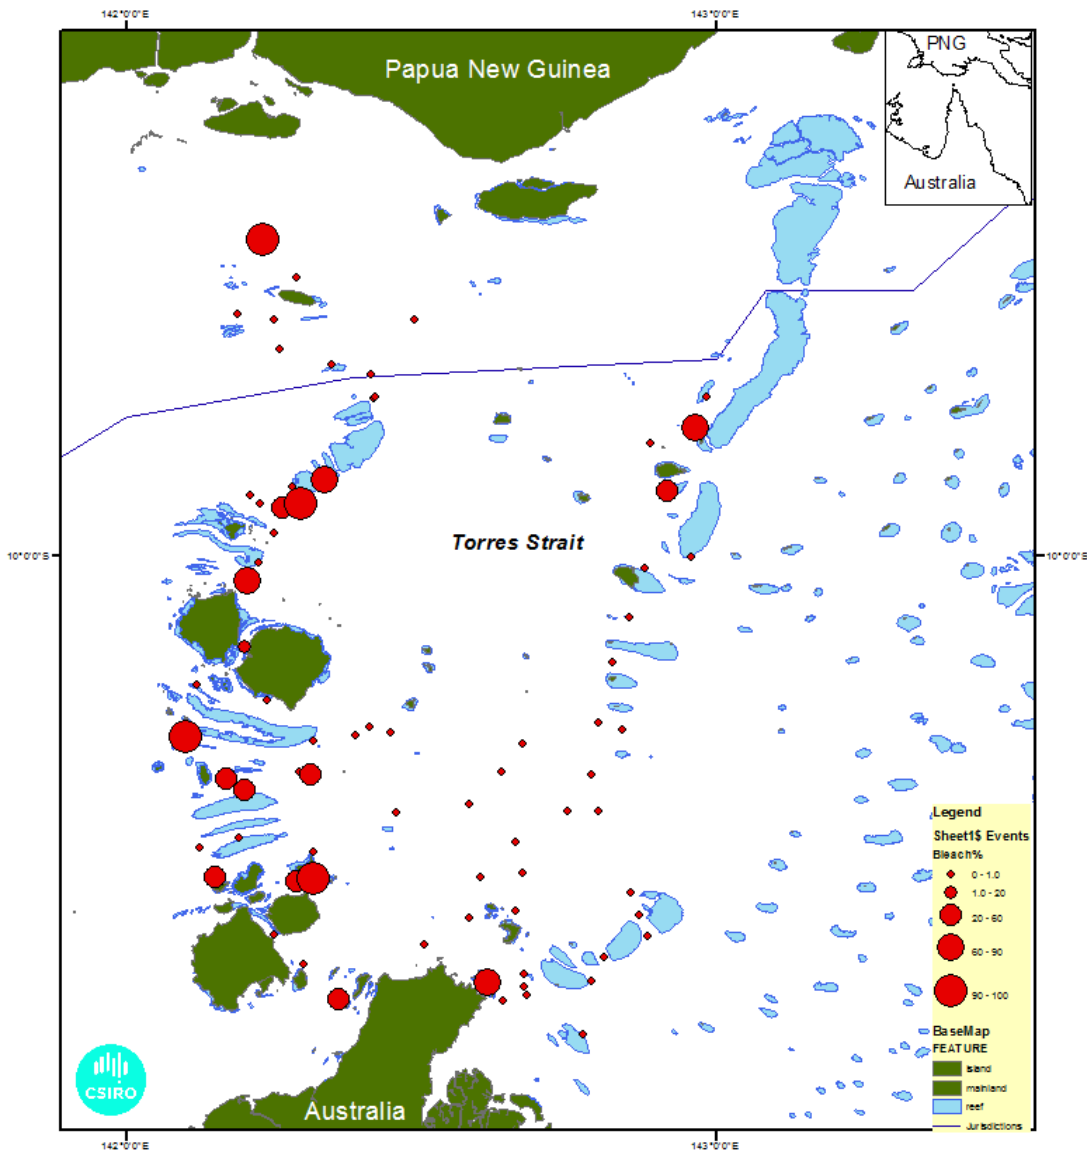 142°0'0"E
143°0'0"E
PNG
Papua New Guinea
Australia
Torres Strait
10°0'0"S
10°0'0"S
Legend
Sheet1$ Events
Bleach%
0 - 1.0
1.0 - 20
20 - 60
60 - 90
90 - 100
BaseMap
FEATURE
island
mainland
reef
Jurisdictions
CSIRO
Australia
142°0'0"E
143°0'0"E